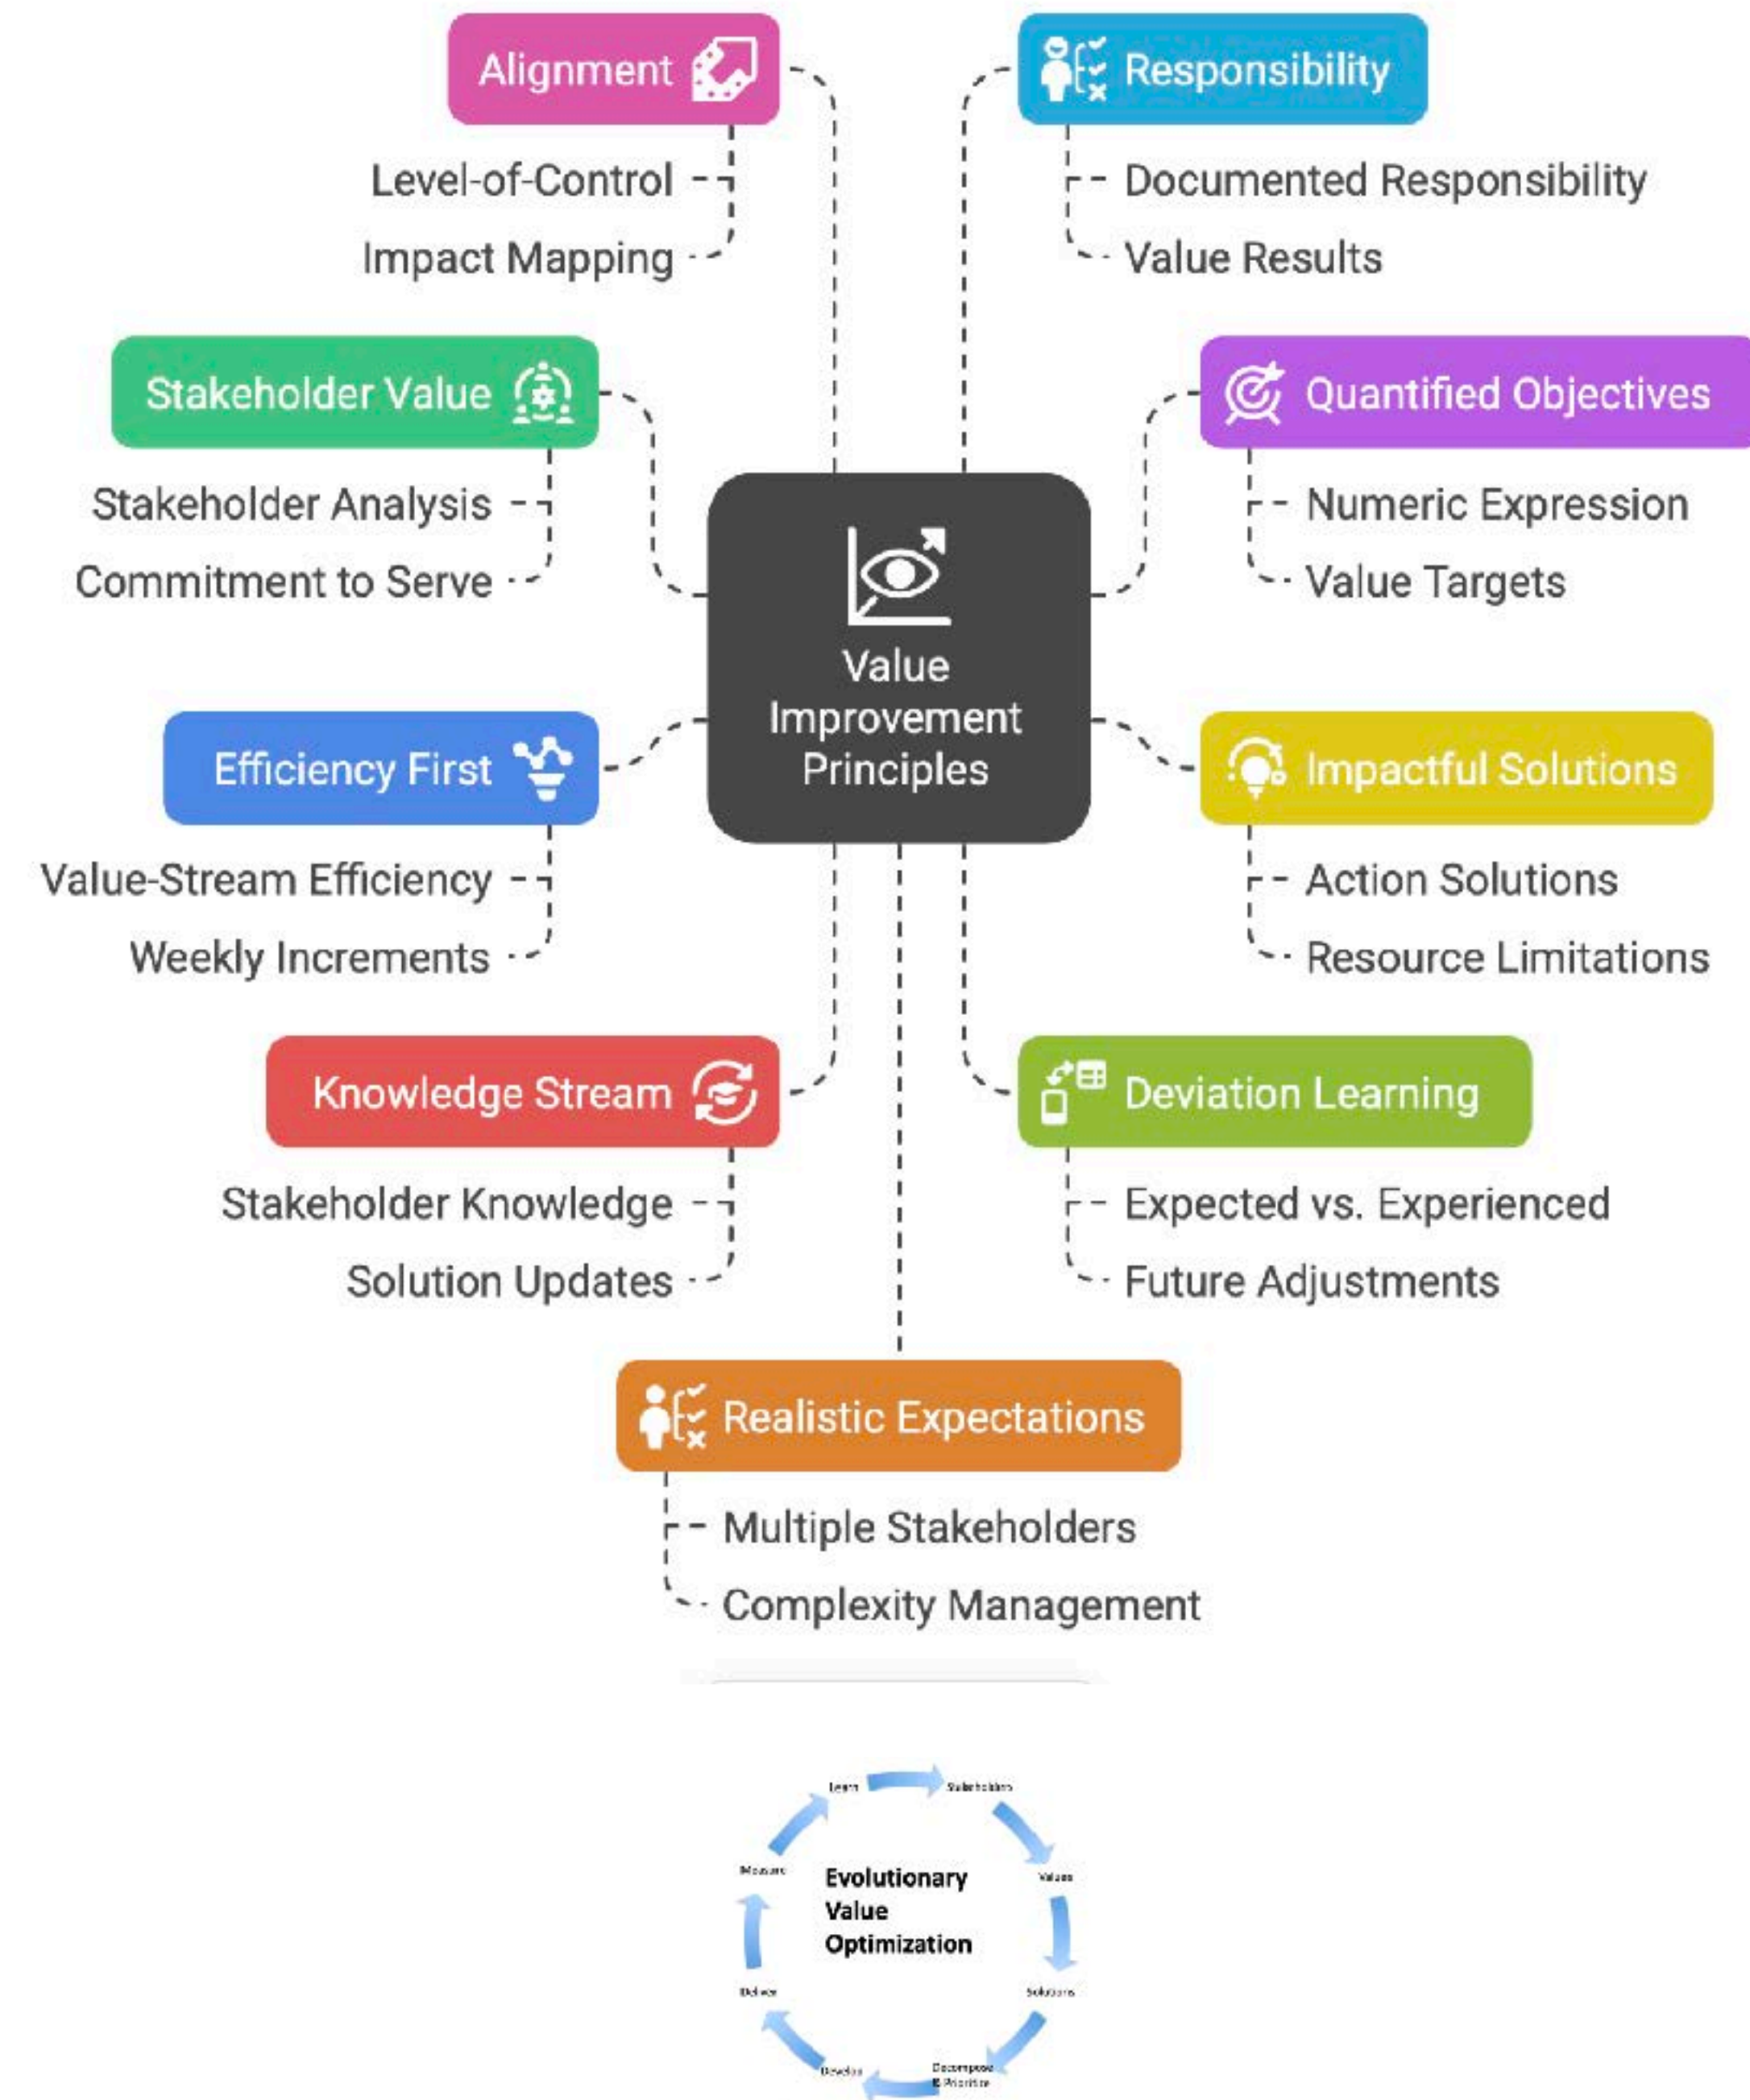 Alignment
Level-of-Control
Impact Mapping
Responsibility
Documented Responsibility
Value Results
Stakeholder Value
Stakeholder Analysis
Commitment to Serve
Quantified Objectives
Numeric Expression
Value Targets
Value
Improvement
Principles
Efficiency First
Value-Stream Efficiency
Weekly Increments
Impactful Solutions
Action Solutions
Resource Limitations
Knowledge Stream
Stakeholder Knowledge
Solution Updates
Deviation Learning
Expected vs. Experienced
Future Adjustments
Realistic Expectations
Multiple Stakeholders
Complexity Management
Learn
Stakeholders
Measure
Values
Evolutionary
Value
Optimization
Deliver
Solutions
Develop
Decompose
& Prioritize